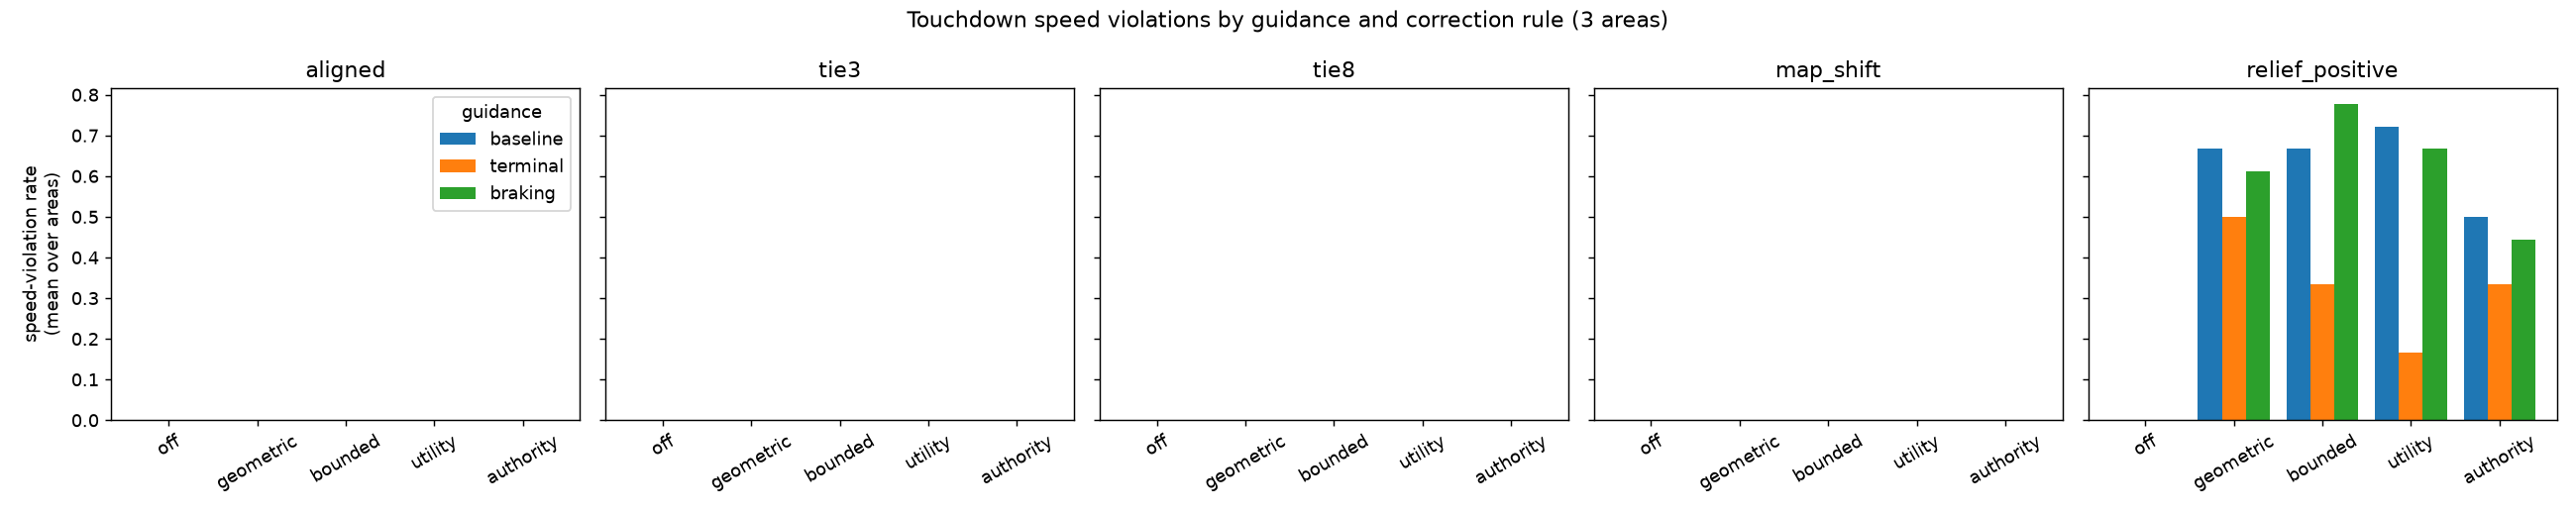 Touchdown speed violations by guidance and correction rule (3 areas)
aligned
tie3
tie8
map_shift
relief_positive
speed-violation rate
(mean over areas)
0.8
0.7
0.6
0.5
0.4
0.3
0.2
0.1
0.0
guidance
baseline
terminal
braking
off
geometric
bounded
utility
authority
off
geometric
bounded
utility
authority
off
geometric
bounded
utility
authority
off
geometric
bounded
utility
authority
off
geometric
bounded
utility
authority